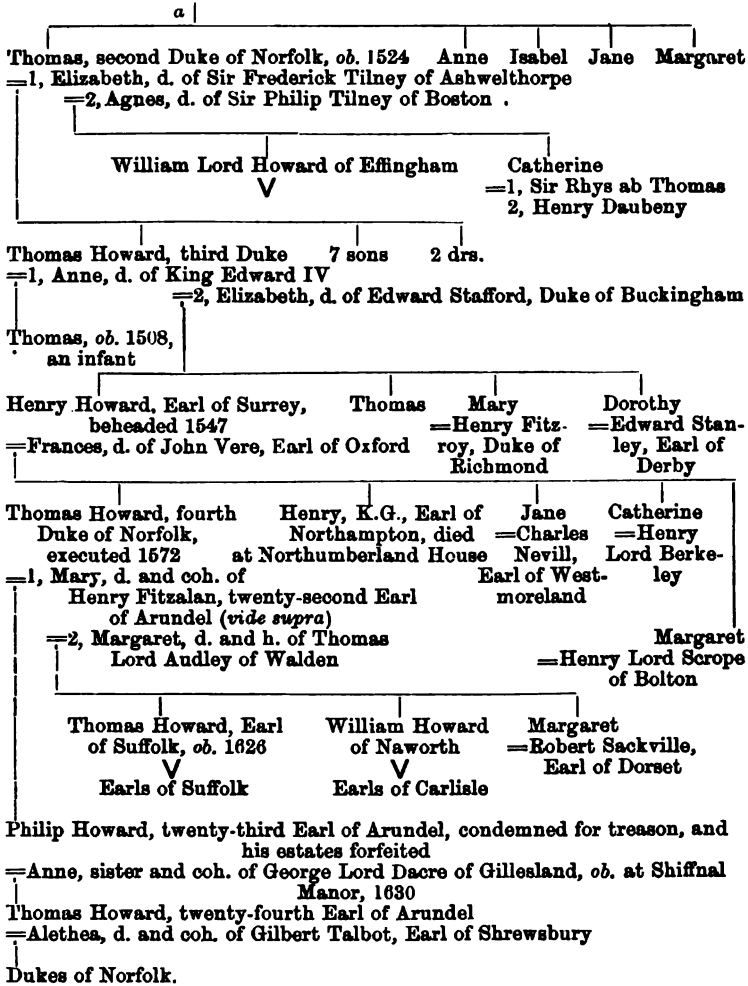 a
Thomas, second Duke of Norfolk, ob. 1524 Anne Isabel Jane Margaret
=1, Elizabeth, d. of Sir Frederick Tilney of Ashwelthorpe
=2, Agnes, d. of Sir Philip Tilney of Boston .
William Lord Howard of Effingham Catherine
=1, Sir Rhys ab Thomas
2, Henry Daubeny
Thomas Howard, third Duke 7 sons 2 drs.
=1, Anne, d. of King Edward IV
=2, Elizabeth, d. of Edward Stafford, Duke of Buckingham
Thomas, ob. 1508,
an infant
Henry Howard, Earl of Surrey, Thomas Mary Dorothy
beheaded 1547 =Henry Fitz- =Edward Stan-
=Frances, d. of John Vere, Earl of Oxford roy, Duke of ley, Earl of
Richmond Derby
Thomas Howard, fourth Henry, K.G., Earl of Jane Catherine
Duke of Norfolk, Northampton, died =Charles =Henry
executed 1572 at Northumberland House Nevill, Lord Berke-
=1, Mary, d. and coh. of Earl of West- ley
Henry Fitzalan, twenty-second Earl moreland
of Arundel (vide supra)
=2, Margaret, d. and h. of Thomas Margaret
Lord Audley of Walden =Henry Lord Scrope
of Bolton
Thomas Howard, Earl William Howard Margaret
of Suffolk, ob. 1626 of Naworth =Robert Sackville,
Earl of Dorset
Earls of Suffolk Earls of Carlisle
Philip Howard, twenty-third Earl of Arundel, condemned for treason, and
his estates forfeited
=Anne, sister and coh. of George Lord Dacre of Gillesland, ob. at Shiffnal
Manor, 1630
Thomas Howard, twenty-fourth Earl of Arundel
=Alethea, d. and coh. of Gilbert Talbot, Earl of Shrewsbury
Dukes of Norfolk.